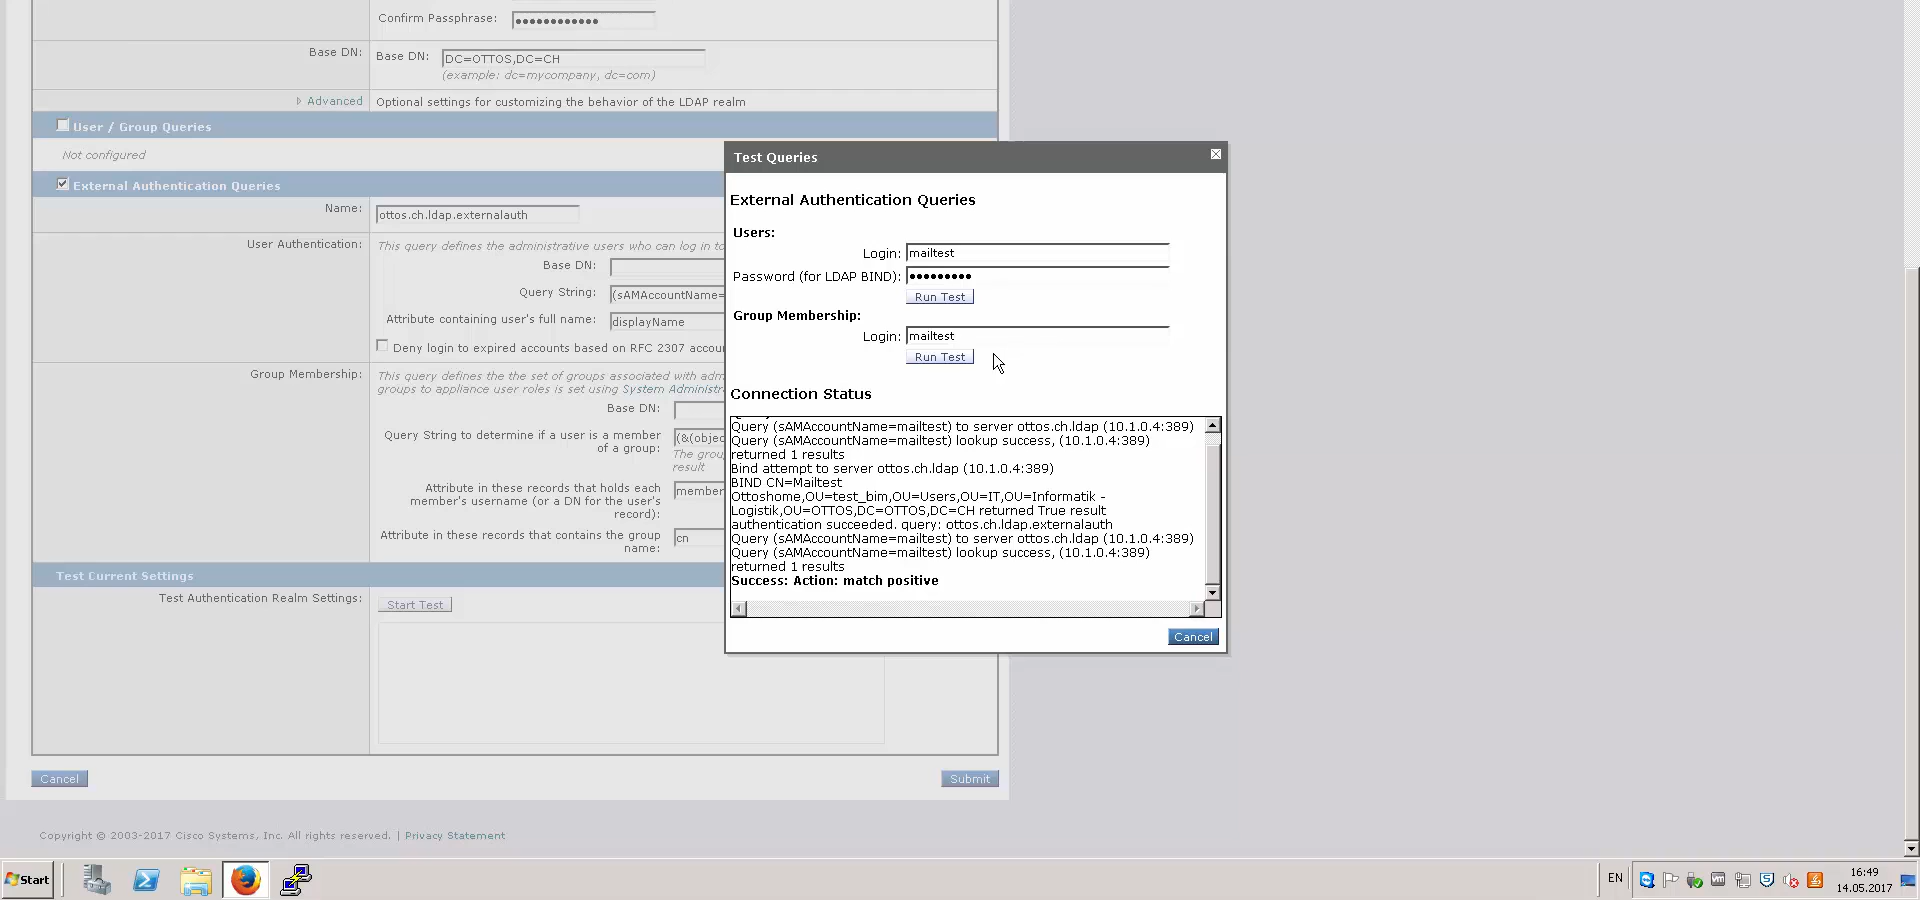 Confirm Passphrase: ••••••••••••
Base DN: Base DN: DC=OTTOS,DC=CH
(example: dc=mycompany, dc=com)
Advanced Optional settings for customizing the behavior of the LDAP realm
User / Group Queries
Not configured
External Authentication Queries
Name: ottos.ch.ldap.externalauth
User Authentication: This query defines the administrative users who can log in to
Base DN:
Query String: (sAMAccountName=
Attribute containing user's full name: displayName
Deny login to expired accounts based on RFC 2307 accou
Group Membership: This query defines the the set of groups associated with adm
groups to appliance user roles is set using System Administr
Base DN:
Query String to determine if a user is a member
of a group: (&(objec
The grou
result
Attribute in these records that holds each
member's username (or a DN for the user's
record): member
Attribute in these records that contains the group
name: cn
Test Current Settings
Test Authentication Realm Settings: Start Test
Cancel Submit
Copyright © 2003-2017 Cisco Systems, Inc. All rights reserved. | Privacy Statement
Test Queries
External Authentication Queries
Users:
Login: mailtest
Password (for LDAP BIND): •••••••••
Run Test
Group Membership:
Login: mailtest
Run Test
Connection Status
Query (sAMAccountName=mailtest) to server ottos.ch.ldap (10.1.0.4:389)
Query (sAMAccountName=mailtest) lookup success, (10.1.0.4:389)
returned 1 results
Bind attempt to server ottos.ch.ldap (10.1.0.4:389)
BIND CN=Mailtest
Ottoshome,OU=test_bim,OU=Users,OU=IT,OU=Informatik -
Logistik,OU=OTTOS,DC=OTTOS,DC=CH returned True result
authentication succeeded. query: ottos.ch.ldap.externalauth
Query (sAMAccountName=mailtest) to server ottos.ch.ldap (10.1.0.4:389)
Query (sAMAccountName=mailtest) lookup success, (10.1.0.4:389)
returned 1 results
Success: Action: match positive
Cancel
Start
EN
16:49
14.05.2017